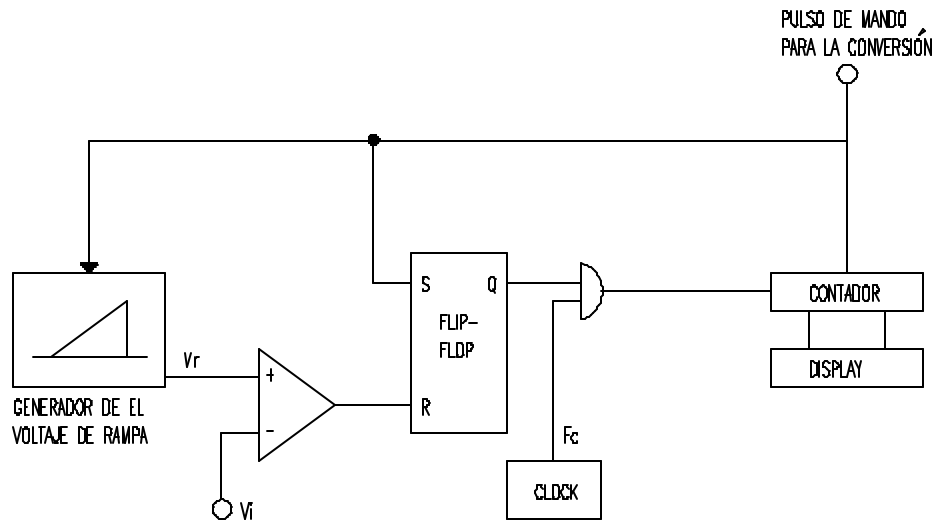 PULSO DE MANDO
PARA LA CONVERSIÓN
S
Q
FLIP-
FLOP
R
CONTADOR
DISPLAY
Vr
+
-
GENERADOR DE EL
VOLTAJE DE RAMPA
Fc
CLOCK
Vi